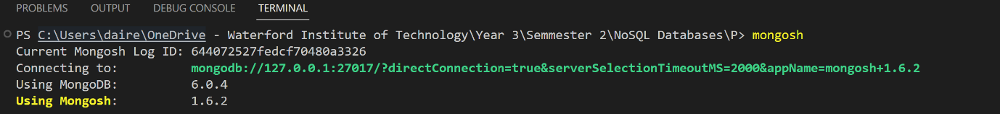 PROBLEMS OUTPUT DEBUG CONSOLE TERMINAL
PS C:\Users\daire\OneDrive - Waterford Institute of Technology\Year 3\Semmester 2\NoSQL Databases\P> mongosh
Current Mongosh Log ID: 644072527fedcf70480a3326
Connecting to: mongodb://127.0.0.1:27017/?directConnection=true&serverSelectionTimeoutMS=2000&appName=mongosh+1.6.2
Using MongoDB: 6.0.4
Using Mongosh: 1.6.2